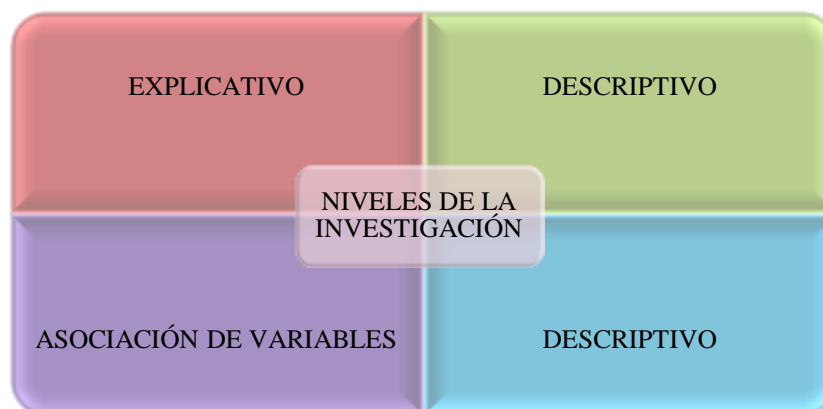 EXPLICATIVO
DESCRIPTIVO
NIVELES DE LA
INVESTIGACIÓN
ASOCIACIÓN DE VARIABLES
DESCRIPTIVO